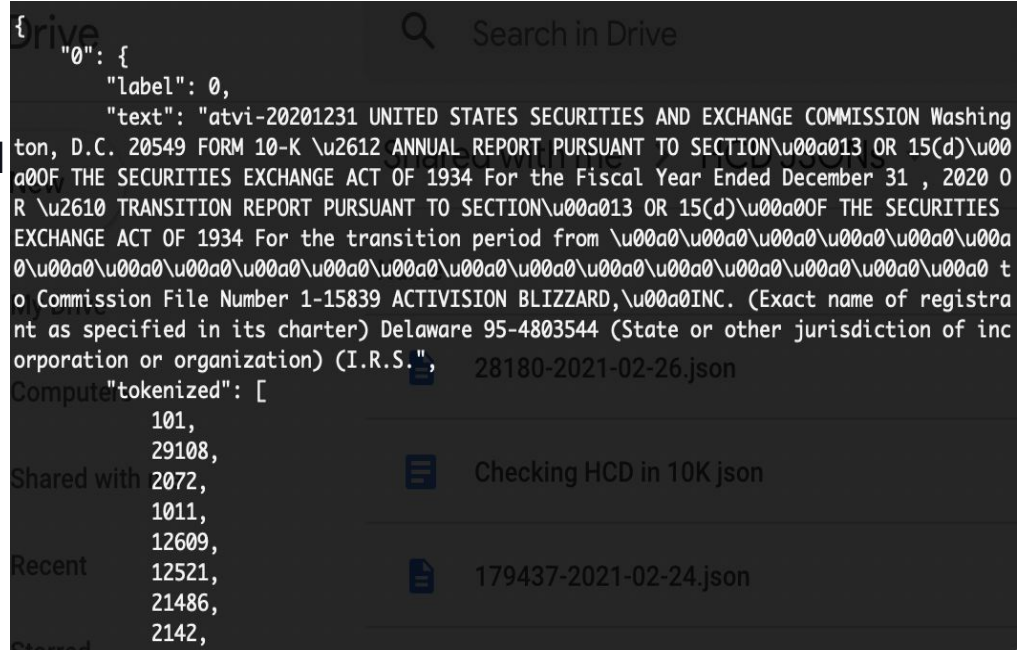 {
Drive
Search in Drive
"0": {
"label": 0,
"text": "atvi-20201231 UNITED STATES SECURITIES AND EXCHANGE COMMISSION Washing
ton, D.C. 20549 FORM 10-K \u2612 ANNUAL REPORT PURSUANT TO SECTION\u00a013 OR 15(d)\u00
a0OF THE SECURITIES EXCHANGE ACT OF 1934 For the Fiscal Year Ended December 31 , 2020 O
R \u2610 TRANSITION REPORT PURSUANT TO SECTION\u00a013 OR 15(d)\u00a0OF THE SECURITIES
EXCHANGE ACT OF 1934 For the transition period from \u00a0\u00a0\u00a0\u00a0\u00a0\u00a
0\u00a0\u00a0\u00a0\u00a0\u00a0\u00a0\u00a0\u00a0\u00a0\u00a0\u00a0\u00a0\u00a0\u00a0 t
o Commission File Number 1-15839 ACTIVISION BLIZZARD,\u00a0INC. (Exact name of registra
nt as specified in its charter) Delaware 95-4803544 (State or other jurisdiction of inc
orporation or organization) (I.R.S.",
Shared with me > HCD JSONs
New
My Drive
28180-2021-02-26.json
Computers
"tokenized": [
101,
29108,
Shared with
2072,
Checking HCD in 10K json
1011,
12609,
Recent
12521,
179437-2021-02-24.json
21486,
2142,
Starred